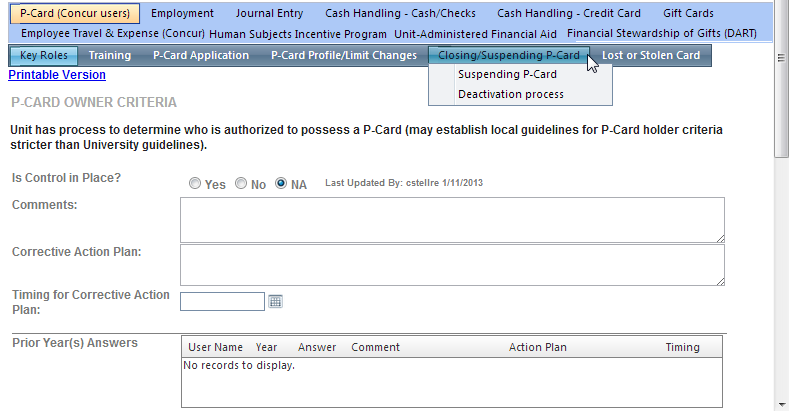 P-Card (Concur users) Employment Journal Entry Cash Handling - Cash/Checks Cash Handling - Credit Card Gift Cards
Employee Travel & Expense (Concur) Human Subjects Incentive Program Unit-Administered Financial Aid Financial Stewardship of Gifts (DART)
Key Roles Training P-Card Application P-Card Profile/Limit Changes Closing/Suspending P-Card Lost or Stolen Card
Suspending P-Card
Deactivation process
Printable Version
P-CARD OWNER CRITERIA
Unit has process to determine who is authorized to possess a P-Card (may establish local guidelines for P-Card holder criteria
stricter than University guidelines).
Is Control in Place? Yes No NA Last Updated By: cstellre 1/11/2013
Comments:
Corrective Action Plan:
Timing for Corrective Action
Plan:
Prior Year(s) Answers
User Name Year Answer Comment Action Plan Timing
No records to display.